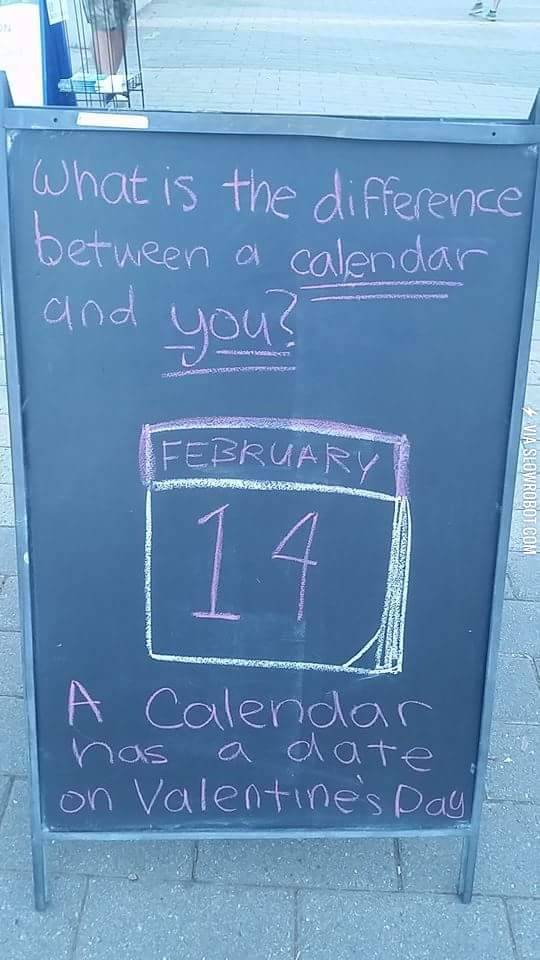 What is the difference
between a calendar
and you?
FEBRUARY
14
A Calendar
has a date
on Valentine's Day
VIA SLOWROBOT.COM